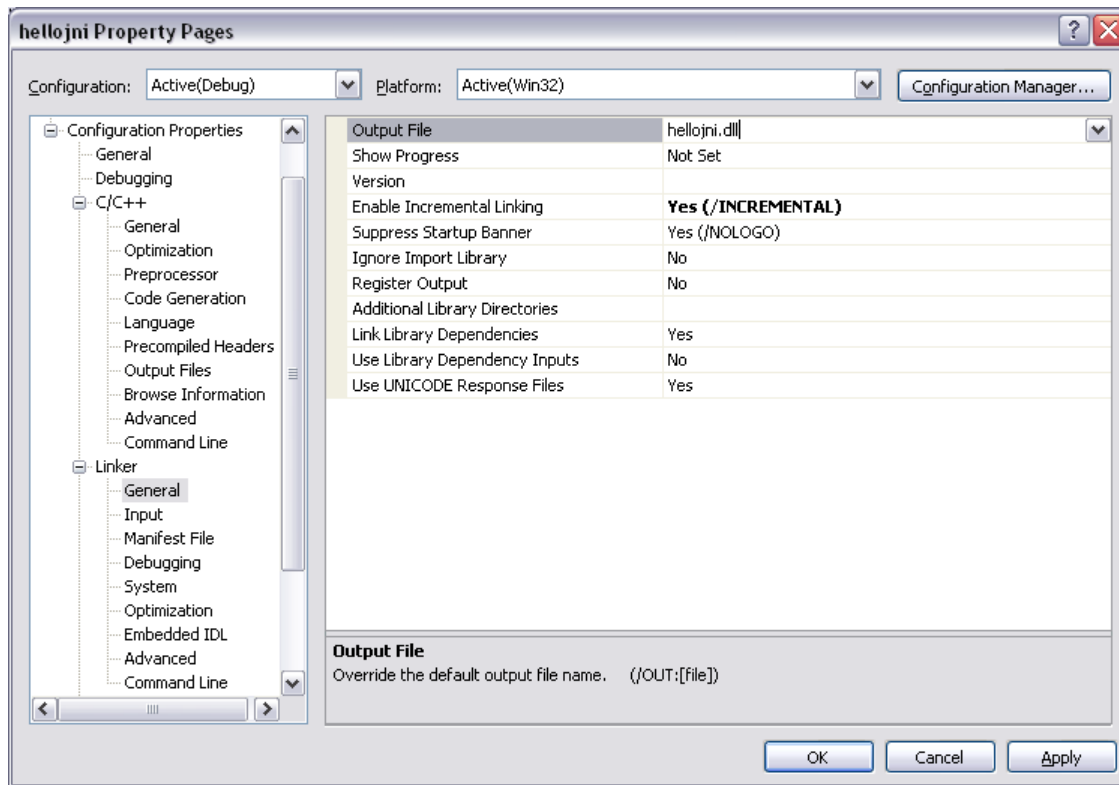 hellojni Property Pages
Configuration: Active(Debug) Platform: Active(Win32) Configuration Manager...
Configuration Properties
General
Debugging
C/C++
General
Optimization
Preprocessor
Code Generation
Language
Precompiled Headers
Output Files
Browse Information
Advanced
Command Line
Linker
General
Input
Manifest File
Debugging
System
Optimization
Embedded IDL
Advanced
Command Line
Output File hellojni.dll
Show Progress Not Set
Version
Enable Incremental Linking Yes (/INCREMENTAL)
Suppress Startup Banner Yes (/NOLOGO)
Ignore Import Library No
Register Output No
Additional Library Directories
Link Library Dependencies Yes
Use Library Dependency Inputs No
Use UNICODE Response Files Yes
Output File
Override the default output file name. (/OUT:[file])
OK Cancel Apply